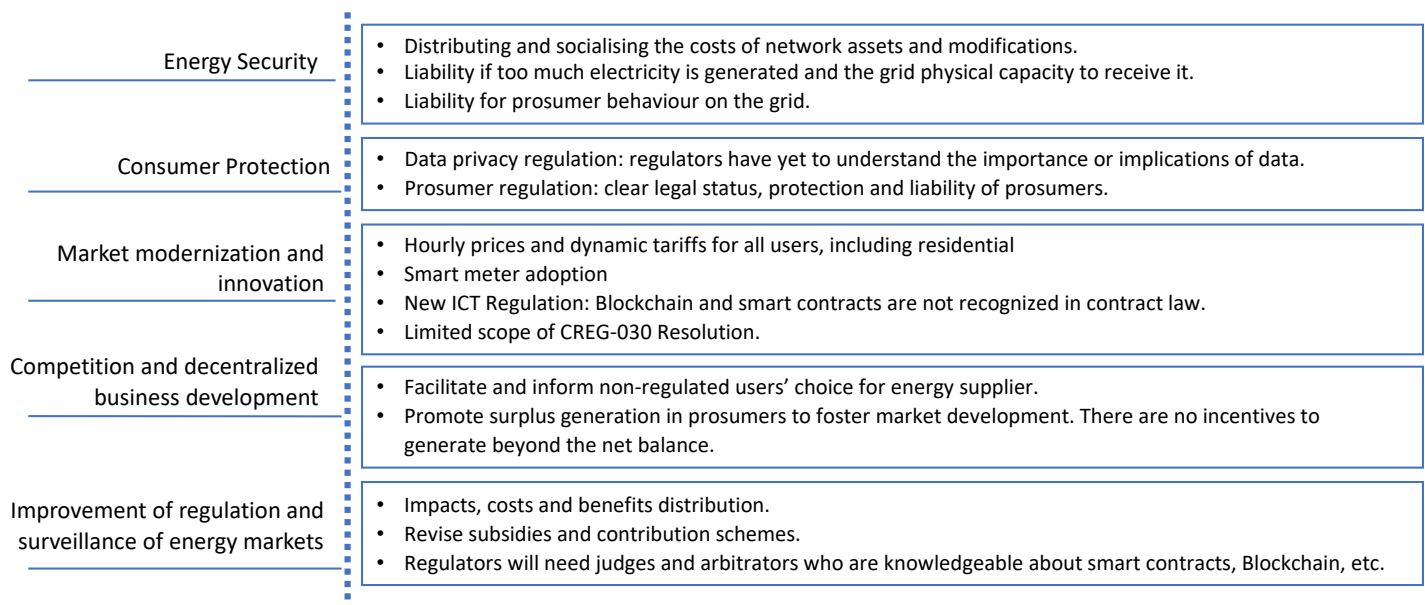 Energy Security
• Distributing and socialising the costs of network assets and modifications.
• Liability if too much electricity is generated and the grid physical capacity to receive it.
• Liability for prosumer behaviour on the grid.
Consumer Protection
• Data privacy regulation: regulators have yet to understand the importance or implications of data.
• Prosumer regulation: clear legal status, protection and liability of prosumers.
Market modernization and
innovation
• Hourly prices and dynamic tariffs for all users, including residential
• Smart meter adoption
• New ICT Regulation: Blockchain and smart contracts are not recognized in contract law.
• Limited scope of CREG-030 Resolution.
Competition and decentralized
business development
• Facilitate and inform non-regulated users’ choice for energy supplier.
• Promote surplus generation in prosumers to foster market development. There are no incentives to
generate beyond the net balance.
Improvement of regulation and
surveillance of energy markets
• Impacts, costs and benefits distribution.
• Revise subsidies and contribution schemes.
• Regulators will need judges and arbitrators who are knowledgeable about smart contracts, Blockchain, etc.